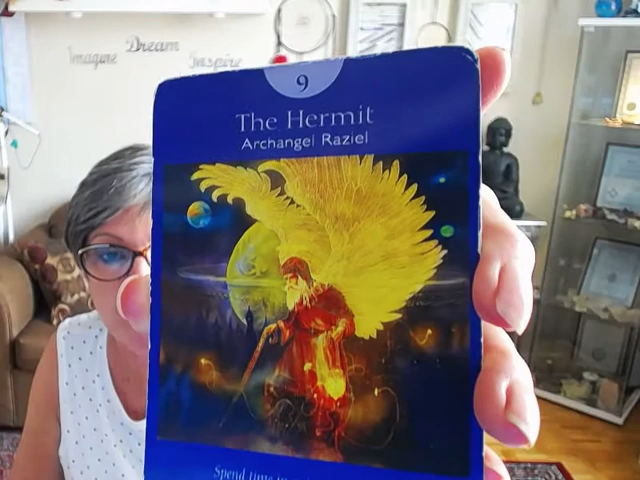 Imagine
Dream
Inspire
9
The Hermit
Archangel Raziel
Spend time